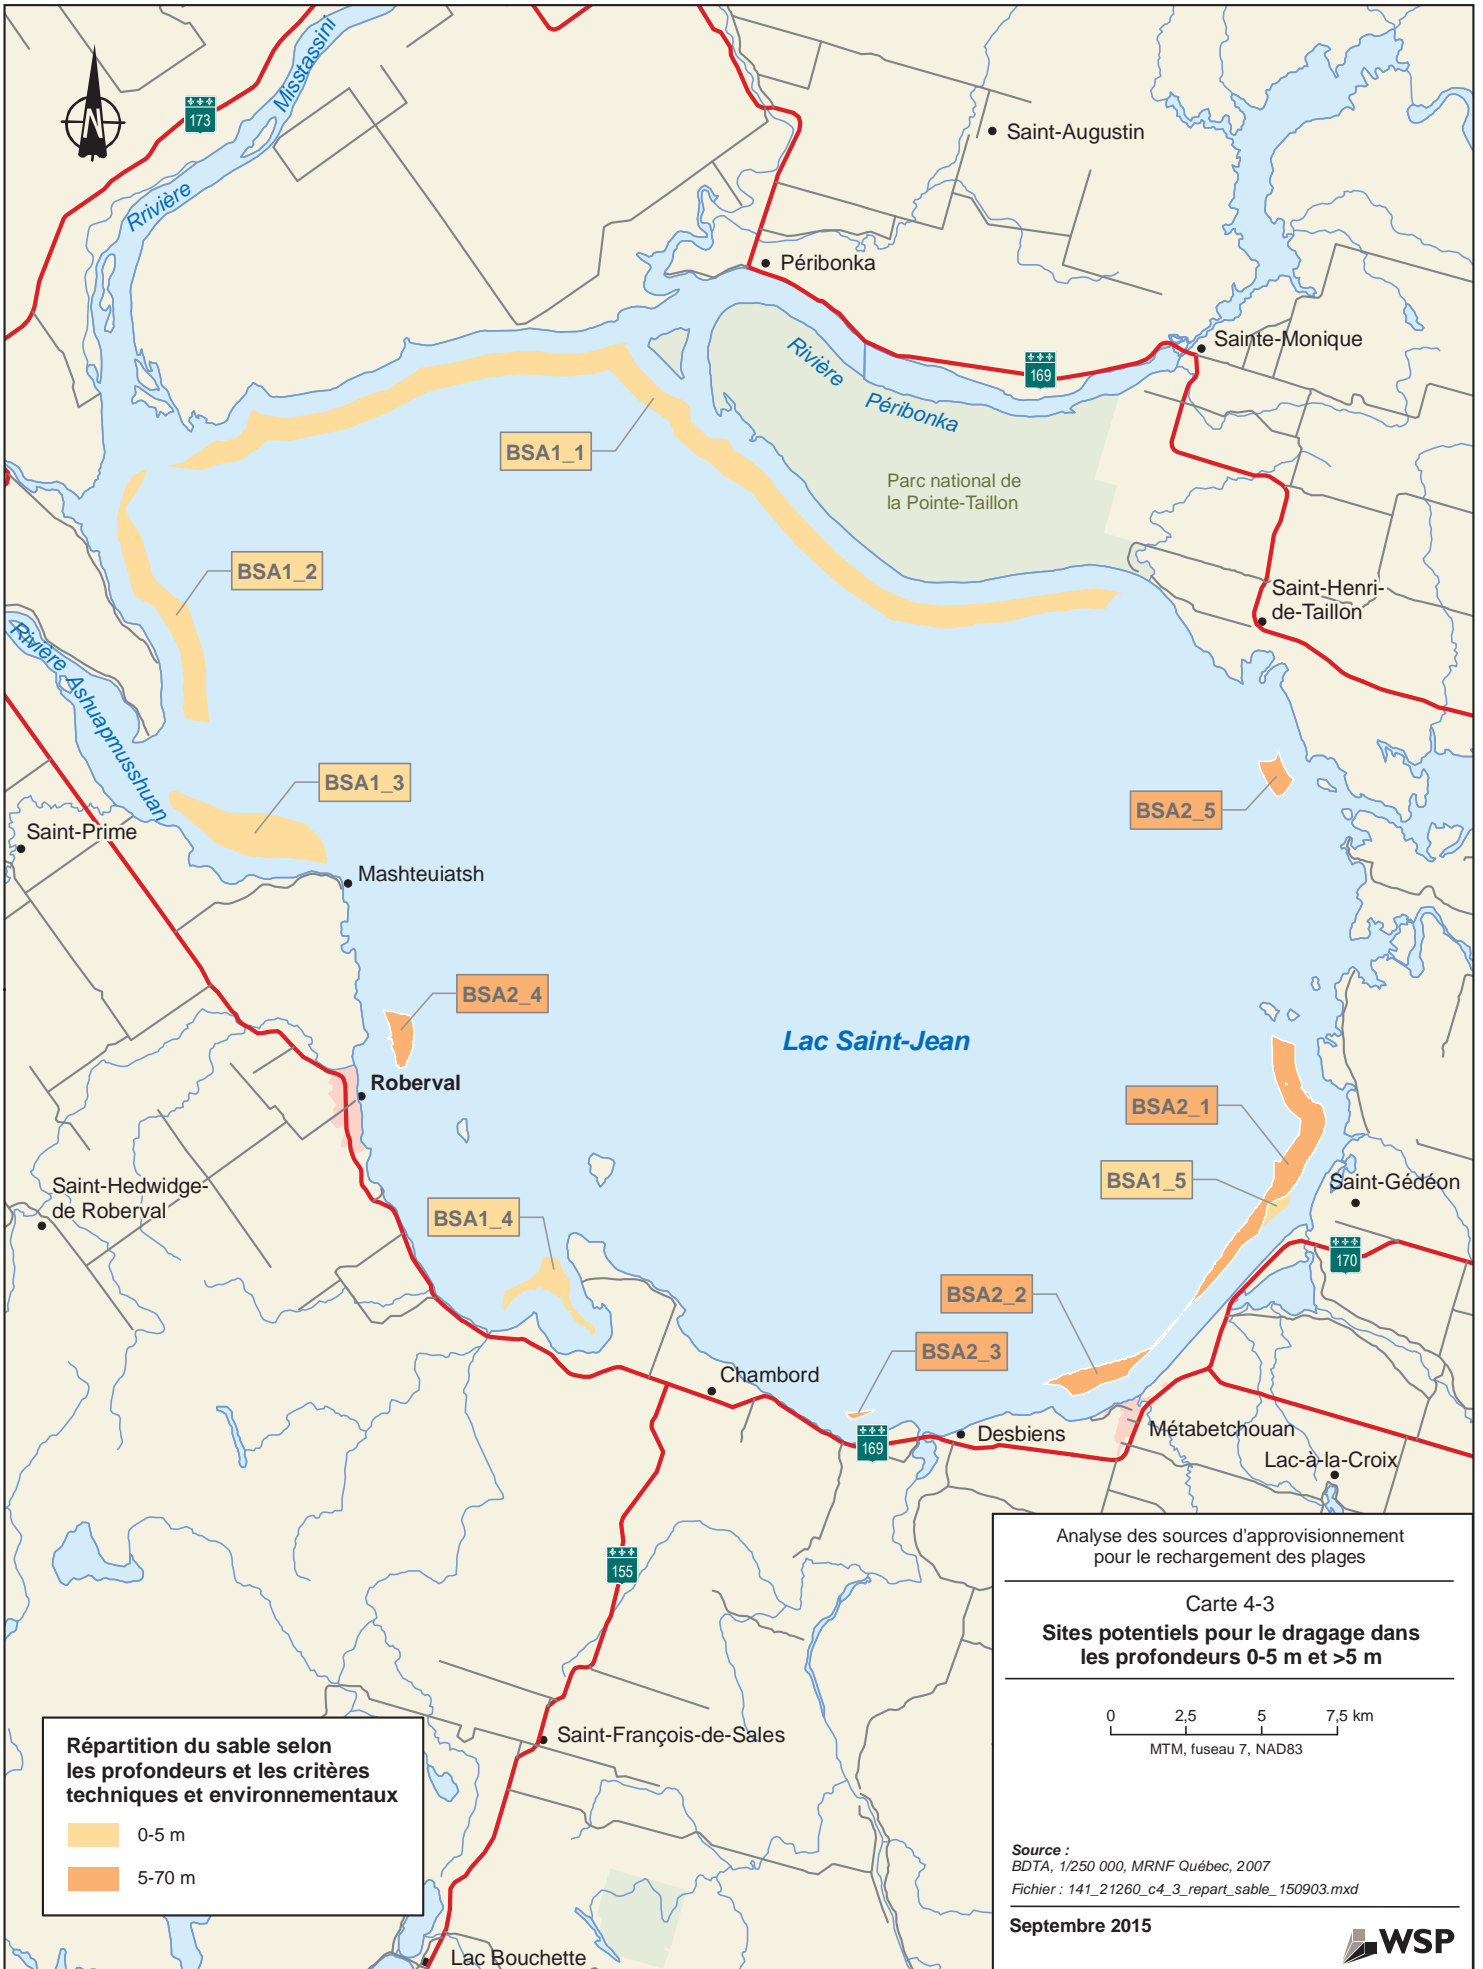 N
173
Rrivière
Misstassini
Saint-Augustin
Péribonka
Rivière
Péribonka
169
Sainte-Monique
BSA1_1
Parc national de
la Pointe-Taillon
BSA1_2
Saint-Henri-
de-Taillon
Rivière Ashuapmusshuan
BSA1_3
BSA2_5
Saint-Prime
Mashteuiatsh
BSA2_4
Lac Saint-Jean
Roberval
BSA2_1
BSA1_5
Saint-Gédéon
Saint-Hedwidge-
de Roberval
BSA1_4
170
BSA2_2
BSA2_3
Chambord
169
Desbiens
Métabetchouan
Lac-à-la-Croix
155
Saint-François-de-Sales
Lac Bouchette
Répartition du sable selon
les profondeurs et les critères
techniques et environnementaux
0-5 m
5-70 m
Analyse des sources d'approvisionnement
pour le rechargement des plages
Carte 4-3
Sites potentiels pour le dragage dans
les profondeurs 0-5 m et >5 m
0 2,5 5 7,5 km
MTM, fuseau 7, NAD83
Source :
BDTA, 1/250 000, MRNF Québec, 2007
Fichier : 141_21260_c4_3_repart_sable_150903.mxd
Septembre 2015
WSP